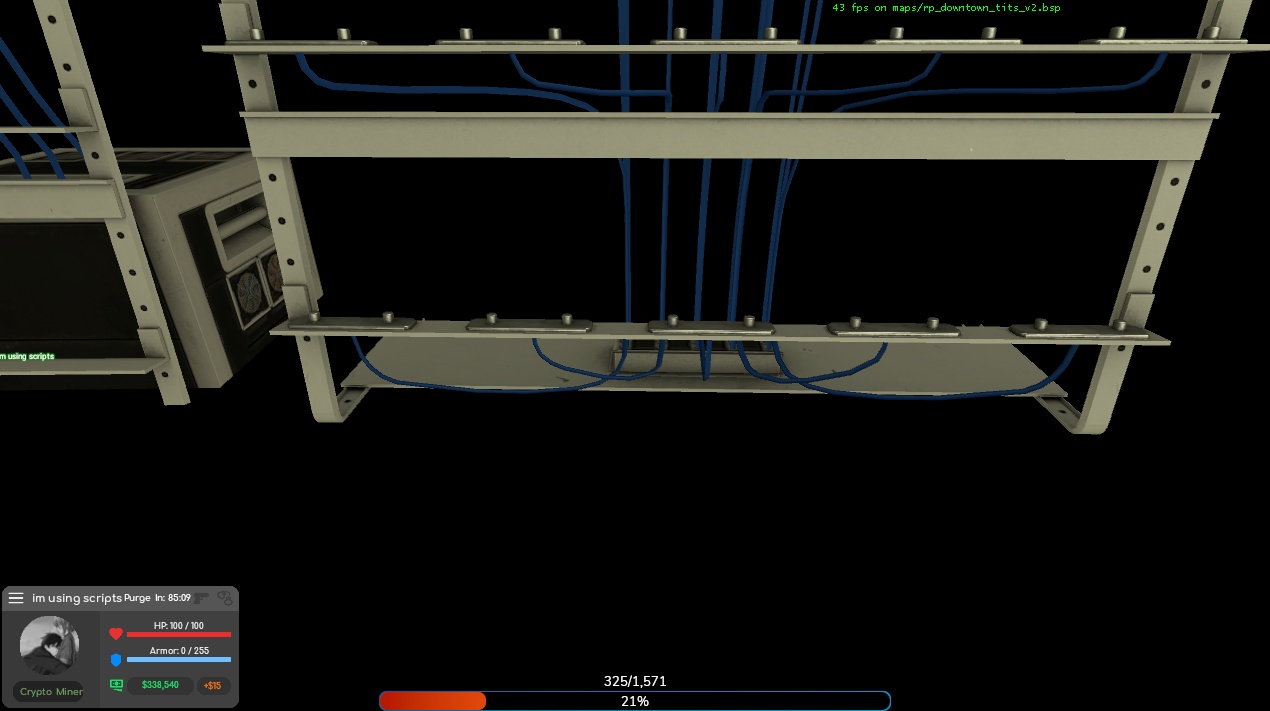 43 fps on maps/rp_downtown_tits_v2.bsp
m using scripts
im using scripts Purge In: 85:09
HP: 100 / 100
Armor: 0 / 255
Crypto Miner
$338,540
+$15
325/1,571
21%